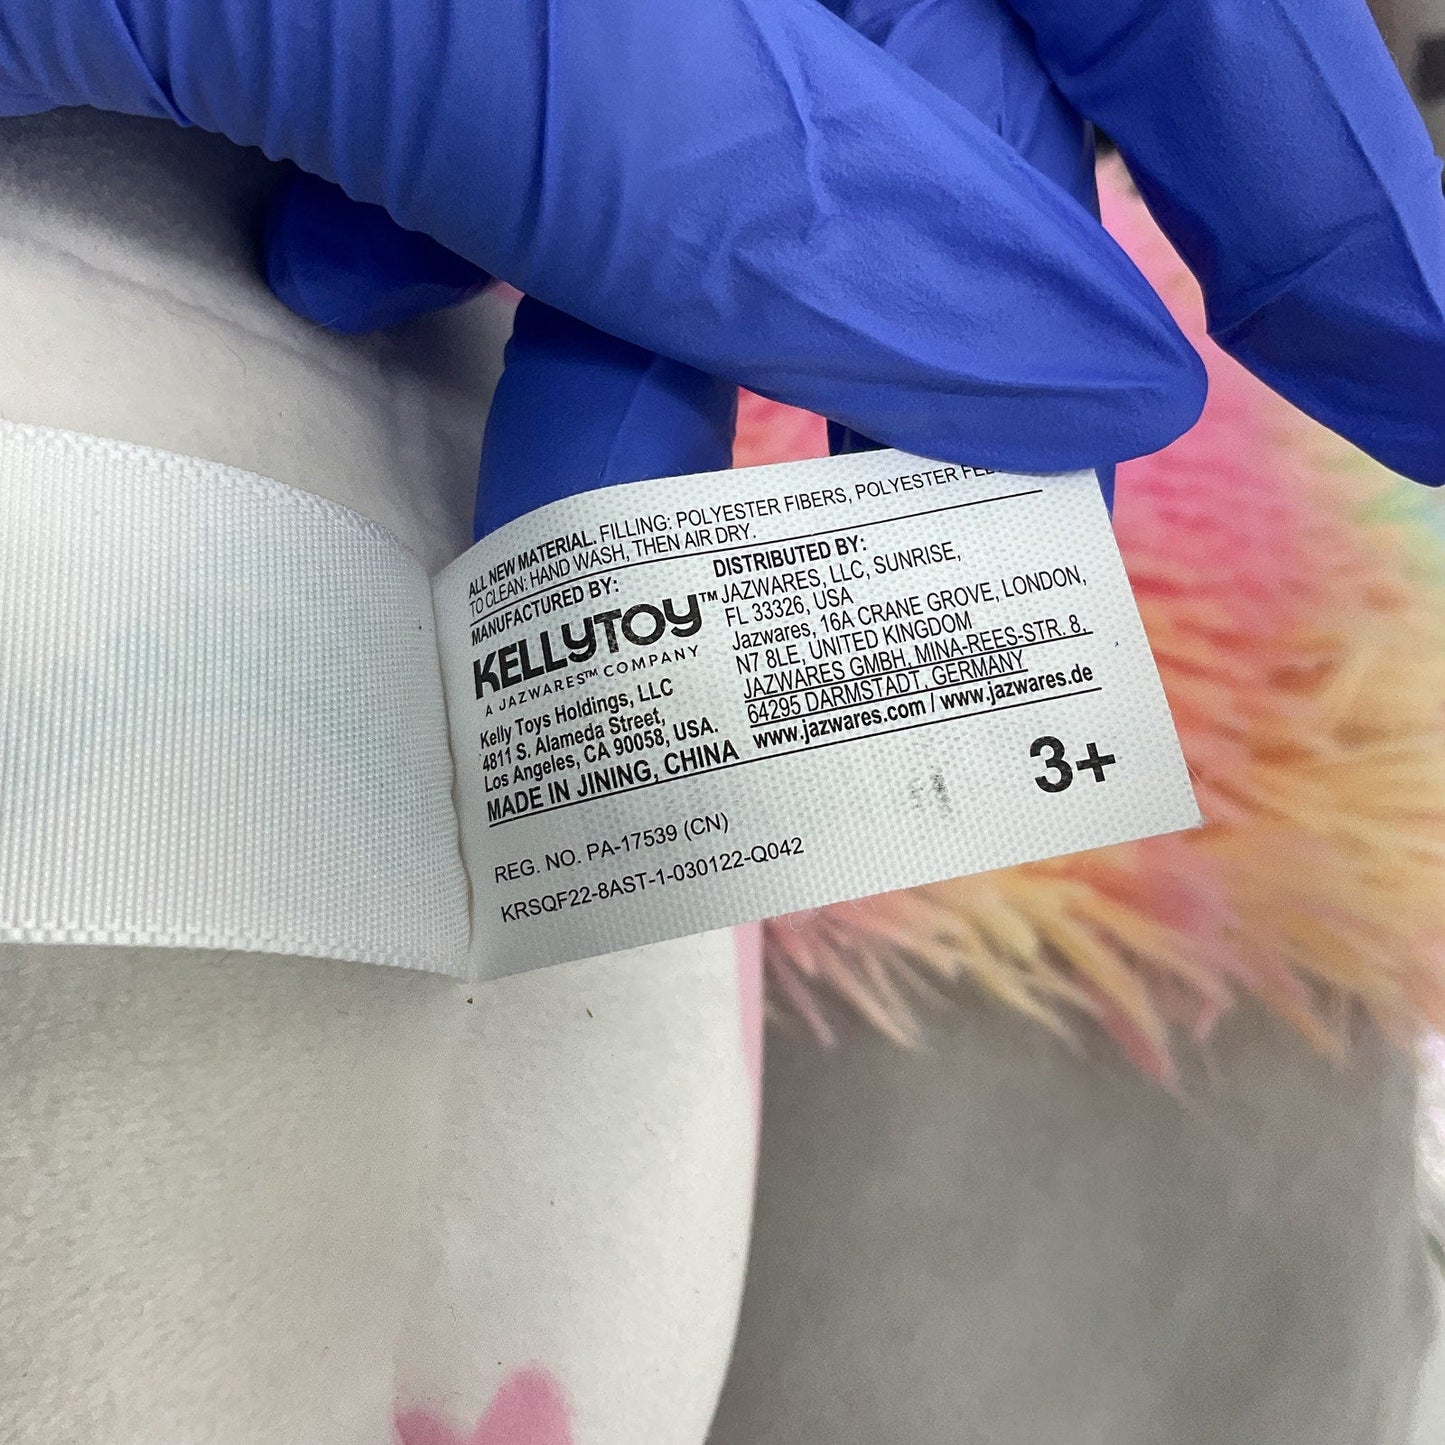 ALL NEW MATERIAL. FILLING: POLYESTER FIBERS, POLYESTER
TO CLEAN: HAND WASH, THEN AIR DRY.
MANUFACTURED BY:
KELLYTOY™
A JAZWARES™ COMPANY
Kelly Toys Holdings, LLC
4811 S. Alameda Street,
Los Angeles, CA 90058, USA.
MADE IN JINING, CHINA
DISTRIBUTED BY:
JAZWARES, LLC, SUNRISE,
FL 33326, USA
Jazwares, 16A CRANE GROVE, LONDON,
N7 8LE, UNITED KINGDOM
JAZWARES GMBH, MINA-REES-STR. 8,
64295 DARMSTADT, GERMANY
www.jazwares.com / www.jazwares.de
3+
REG. NO. PA-17539 (CN)
KRSQF22-8AST-1-030122-Q042